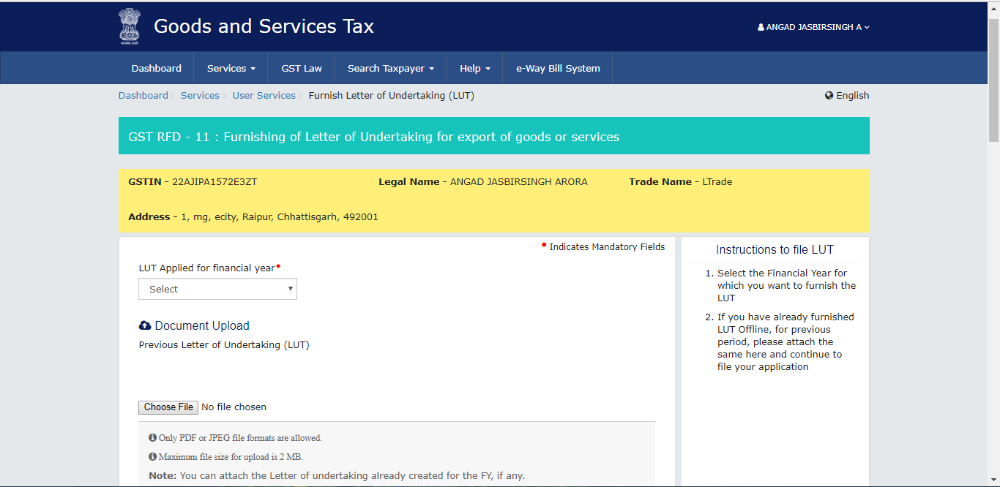 Goods and Services Tax
ANGAD JASBIRSINGH A
Dashboard Services GST Law Search Taxpayer Help e-Way Bill System
Dashboard Services User Services Furnish Letter of Undertaking (LUT) English
GST RFD - 11 : Furnishing of Letter of Undertaking for export of goods or services
GSTIN - 22AJIPA1572E3ZT Legal Name - ANGAD JASBIRSINGH ARORA Trade Name - LTrade
Address - 1, mg, ecity, Raipur, Chhattisgarh, 492001
• Indicates Mandatory Fields
LUT Applied for financial year•
Select
Document Upload
Previous Letter of Undertaking (LUT)
Choose File No file chosen
Only PDF or JPEG file formats are allowed.
Maximum file size for upload is 2 MB.
Note: You can attach the Letter of undertaking already created for the FY, if any.
Instructions to file LUT
1. Select the Financial Year for
which you want to furnish the
LUT
2. If you have already furnished
LUT Offline, for previous
period, please attach the
same here and continue to
file your application